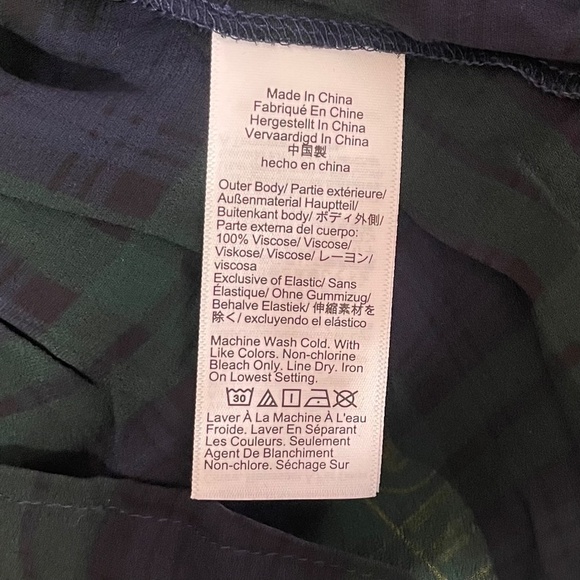 Made In China
Fabriqué En Chine
Hergestellt In China
Vervaardigd In China
中国製
hecho en china
Outer Body/ Partie extérieure/
Außenmaterial Hauptteil/
Buitenkant body/ ボディ外側/
Parte externa del cuerpo:
100% Viscose/ Viscose/
Viskose/ Viscose/ レーヨン/
viscosa
Exclusive of Elastic/ Sans
Élastique/ Ohne Gummizug/
Behalve Elastiek/ 伸縮素材を
除く/ excluyendo el elástico
Machine Wash Cold. With
Like Colors. Non-chlorine
Bleach Only. Line Dry. Iron
On Lowest Setting.
30
Laver À La Machine À L'eau
Froide. Laver En Séparant
Les Couleurs. Seulement
Agent De Blanchiment
Non-chlore. Séchage Sur